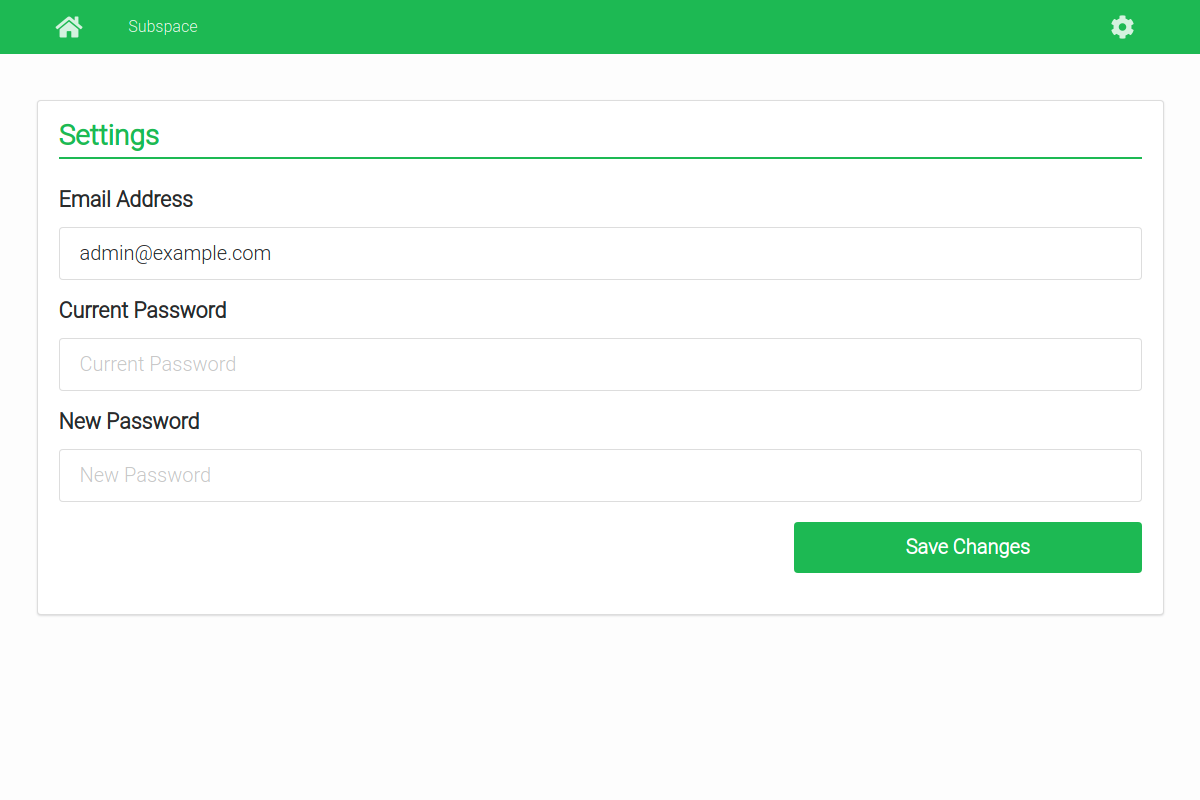 Subspace
Settings
Email Address
admin@example.com
Current Password
Current Password
New Password
New Password
Save Changes